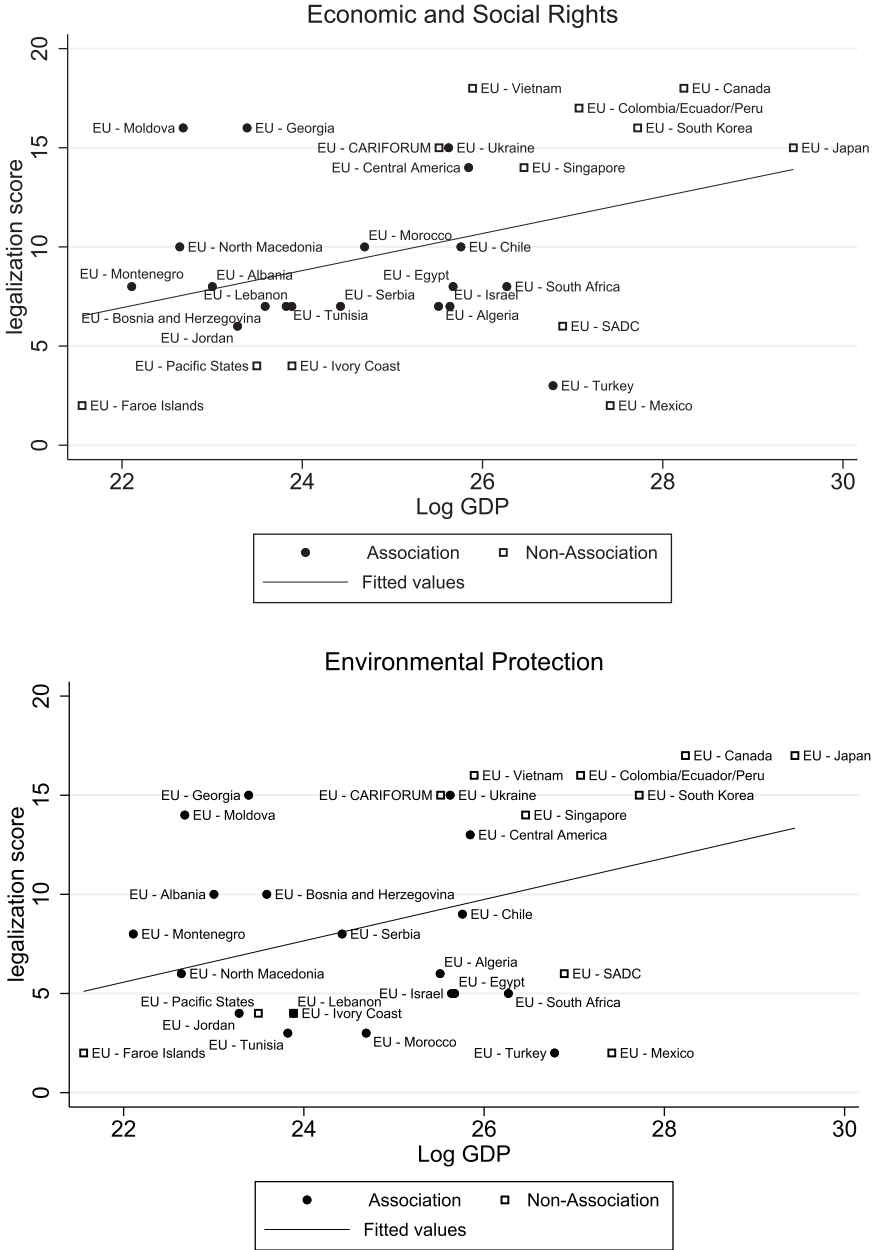 Economic and Social Rights
legalization score
20
EU - Vietnam
EU - Canada
EU - Colombia/Ecuador/Peru
EU - Moldova
EU - Georgia
EU - South Korea
15
EU - CARIFORUM
EU - Ukraine
EU - Japan
EU - Central America
EU - Singapore
EU - Morocco
10
EU - North Macedonia
EU - Chile
EU - Montenegro
EU - Albania
EU - Egypt
EU - South Africa
EU - Lebanon
EU - Serbia
EU - Israel
EU - Bosnia and Herzegovina
EU - Tunisia
EU - Algeria
EU - SADC
EU - Jordan
5
EU - Pacific States
EU - Ivory Coast
EU - Turkey
EU - Faroe Islands
EU - Mexico
0
22 24 26 28 30
Log GDP
Association Non-Association
Fitted values
Environmental Protection
legalization score
20
EU - Canada
EU - Japan
EU - Vietnam
EU - Colombia/Ecuador/Peru
15
EU - Georgia
EU - CARIFORUM
EU - Ukraine
EU - South Korea
EU - Moldova
EU - Singapore
EU - Central America
10
EU - Albania
EU - Bosnia and Herzegovina
EU - Chile
EU - Montenegro
EU - Serbia
EU - Algeria
EU - North Macedonia
EU - SADC
EU - Egypt
5
EU - Israel
EU - South Africa
EU - Pacific States
EU - Lebanon
EU - Ivory Coast
EU - Jordan
EU - Tunisia
EU - Morocco
EU - Faroe Islands
EU - Turkey
EU - Mexico
0
22 24 26 28 30
Log GDP
Association Non-Association
Fitted values